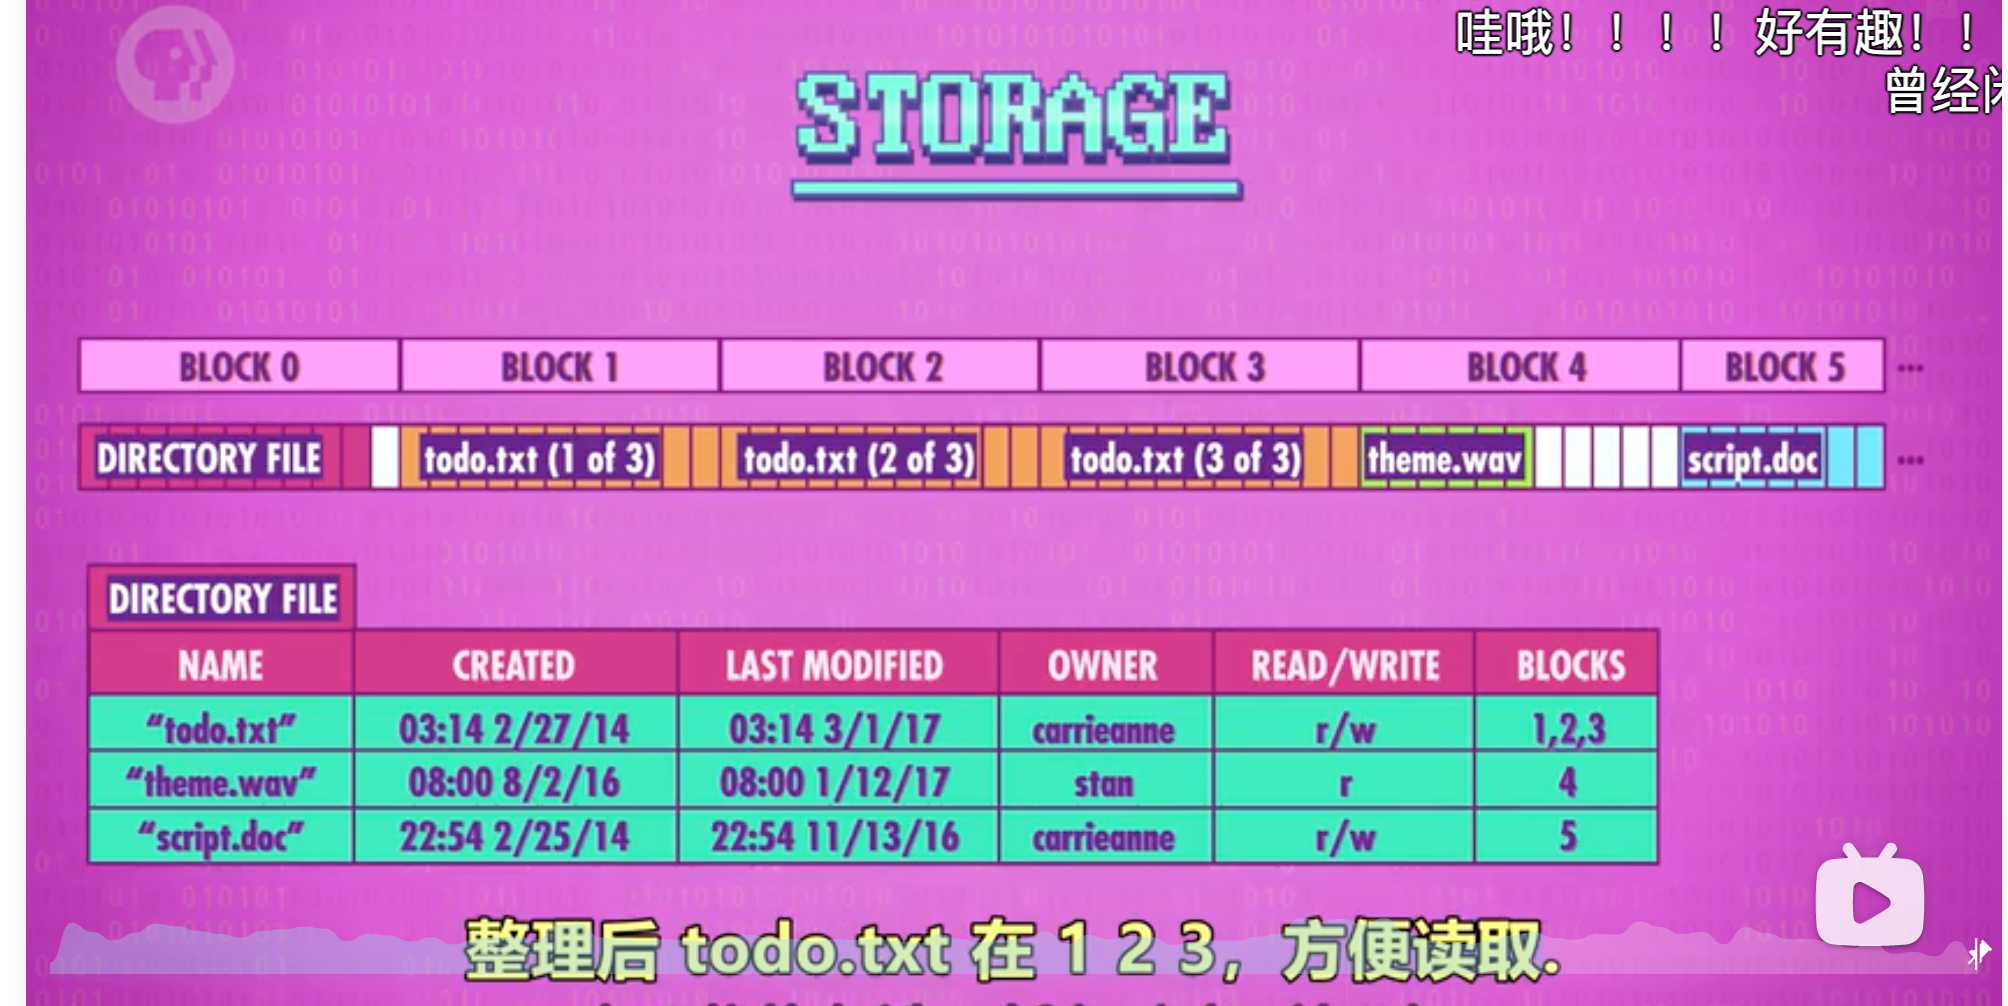 哇哦！！！！好有趣！！
曾经
STORAGE
BLOCK 0 BLOCK 1 BLOCK 2 BLOCK 3 BLOCK 4 BLOCK 5 ...
DIRECTORY FILE todo.txt (1 of 3) todo.txt (2 of 3) todo.txt (3 of 3) theme.wav script.doc ...
DIRECTORY FILE
NAME CREATED LAST MODIFIED OWNER READ/WRITE BLOCKS
“todo.txt” 03:14 2/27/14 03:14 3/1/17 carrieanne r/w 1,2,3
“theme.wav” 08:00 8/2/16 08:00 1/12/17 stan r 4
“script.doc” 22:54 2/25/14 22:54 11/13/16 carrieanne r/w 5
整理后 todo.txt 在 1 2 3，方便读取.